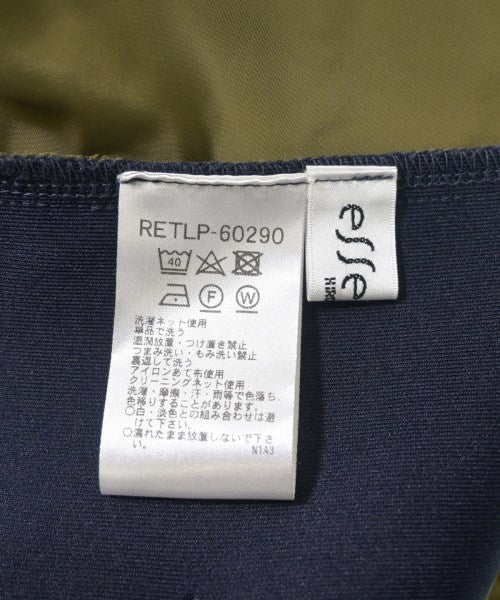 RETLP-60290
40
F W
洗濯ネット使用
単品で洗う
湿潤放置・つけ置き禁止
つまみ洗い・もみ洗い禁止
裏返して洗う
アイロンあて布使用
クリーニングネット使用
洗濯・摩擦・汗・雨等で色落ち、
色移りすることがあります。
○白・淡色との組み合わせは避
けて下さい。
○濡れたまま放置しないで下さ
い。
N143
esse